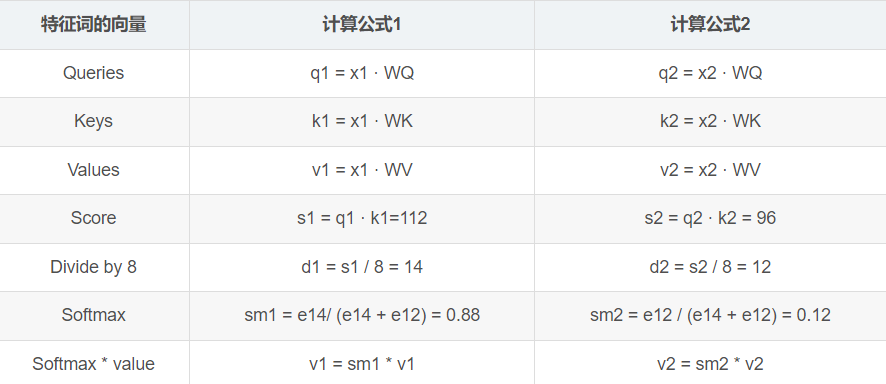 特征词的向量 计算公式1 计算公式2
Queries q1 = x1 · WQ q2 = x2 · WQ
Keys k1 = x1 · WK k2 = x2 · WK
Values v1 = x1 · WV v2 = x2 · WV
Score s1 = q1 · k1=112 s2 = q2 · k2 = 96
Divide by 8 d1 = s1 / 8 = 14 d2 = s2 / 8 = 12
Softmax sm1 = e14/ (e14 + e12) = 0.88 sm2 = e12 / (e14 + e12) = 0.12
Softmax * value v1 = sm1 * v1 v2 = sm2 * v2